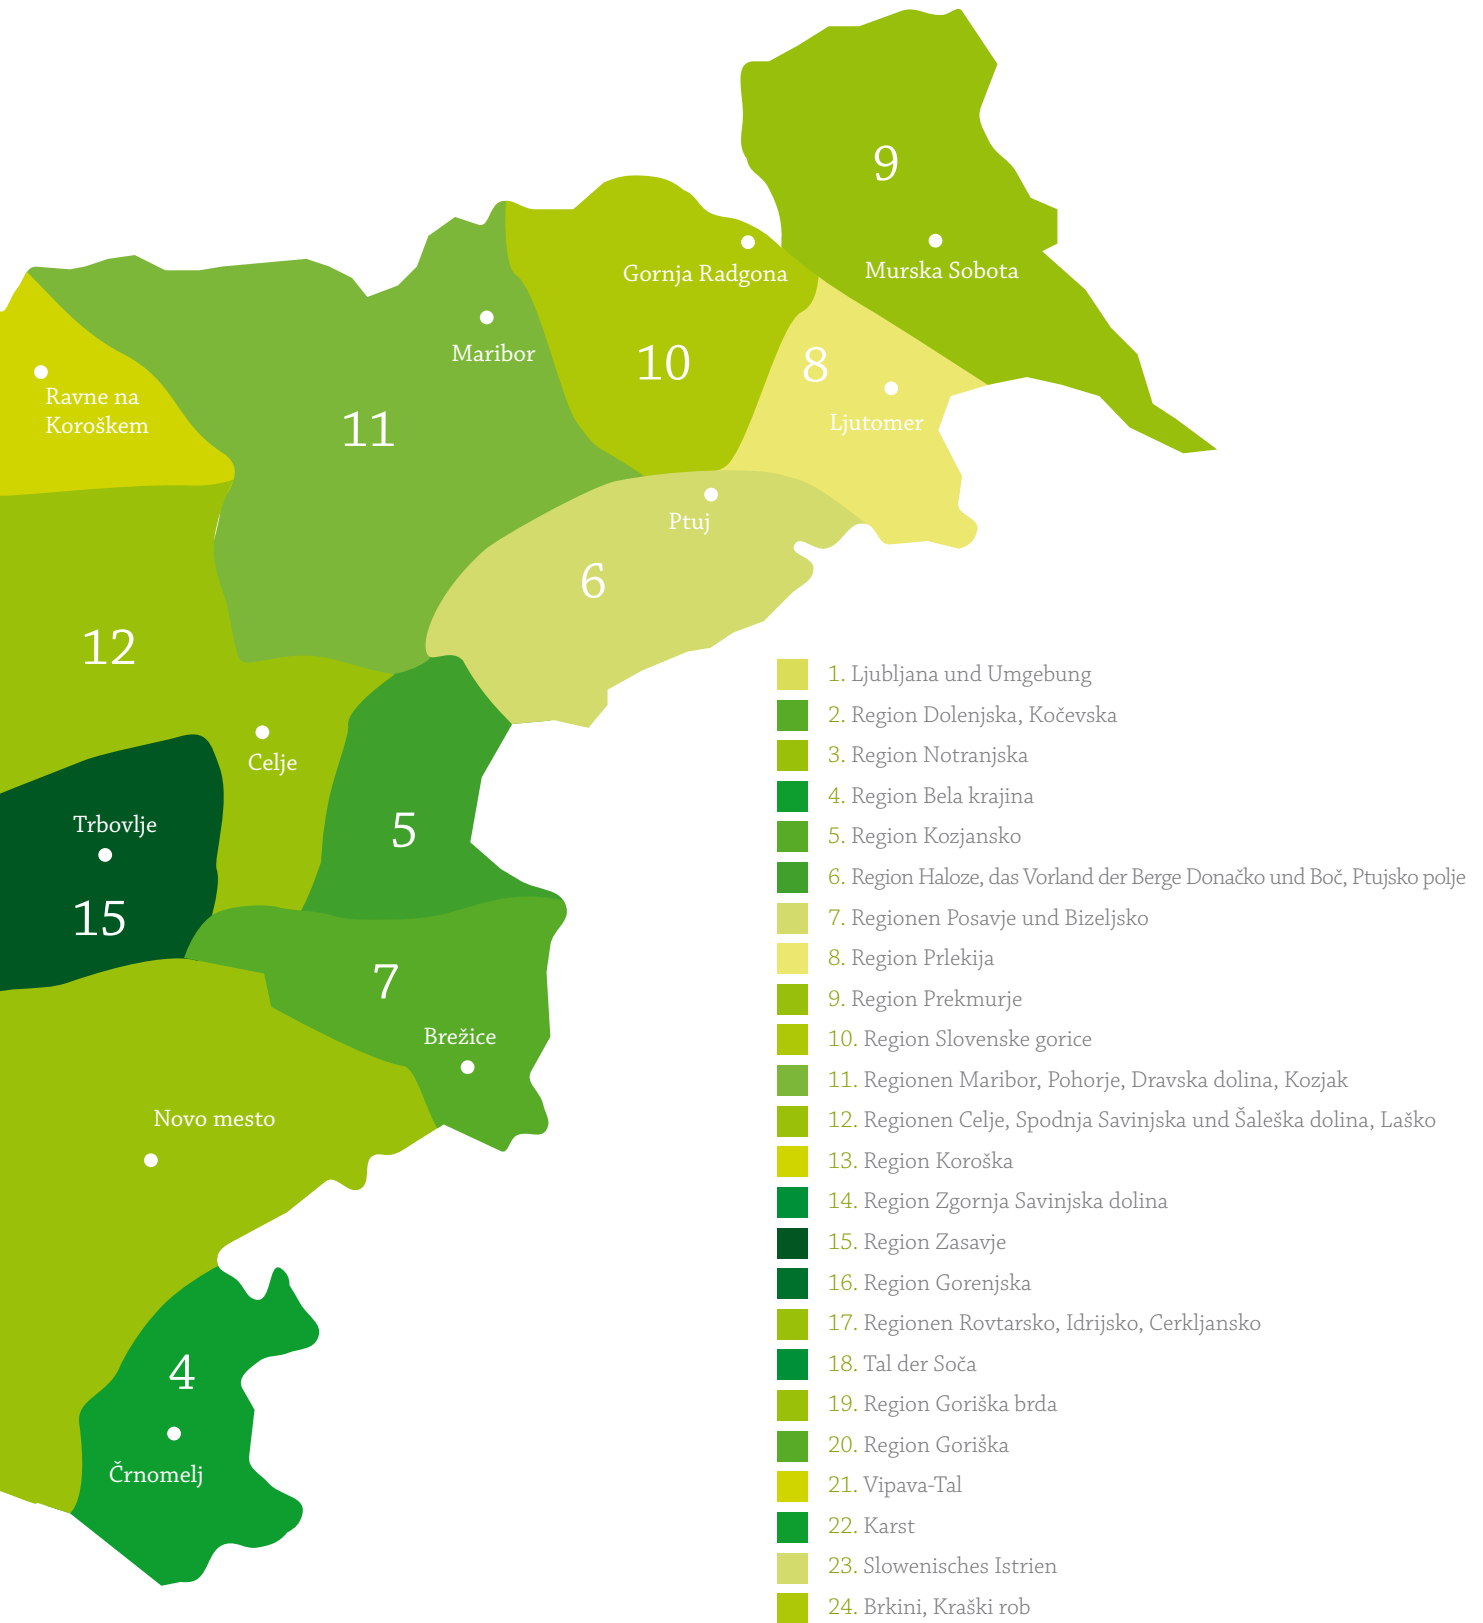 9
Gornja Radgona
Murska Sobota
Maribor
10
8
Ravne na
Koroškem
11
Ljutomer
Ptuj
6
12
Celje
Trbovlje
5
15
7
Brežice
Novo mesto
4
Črnomelj
1. Ljubljana und Umgebung
2. Region Dolenjska, Kočevska
3. Region Notranjska
4. Region Bela krajina
5. Region Kozjansko
6. Region Haloze, das Vorland der Berge Donačko und Boč, Ptujsko polje
7. Regionen Posavje und Bizeljsko
8. Region Prlekija
9. Region Prekmurje
10. Region Slovenske gorice
11. Regionen Maribor, Pohorje, Dravska dolina, Kozjak
12. Regionen Celje, Spodnja Savinjska und Šaleška dolina, Laško
13. Region Koroška
14. Region Zgornja Savinjska dolina
15. Region Zasavje
16. Region Gorenjska
17. Regionen Rovtarsko, Idrijsko, Cerkljansko
18. Tal der Soča
19. Region Goriška brda
20. Region Goriška
21. Vipava-Tal
22. Karst
23. Slowenisches Istrien
24. Brkini, Kraški rob